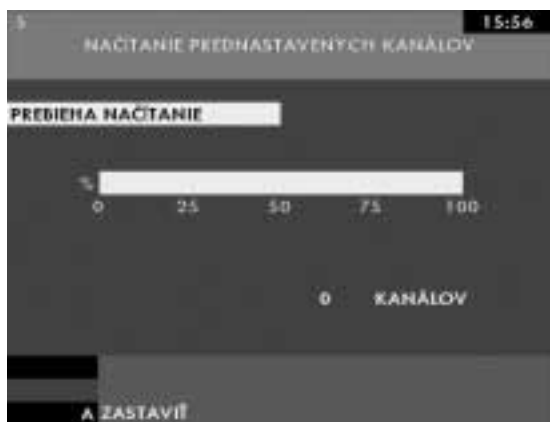 5 15:56
NAČÍTANIE PREDNASTAVENÝCH KANÁLOV
PREBIEHA NAČÍTANIE
%
0 25 50 75 100
0 KANÁLOV
A ZASTAVIŤ